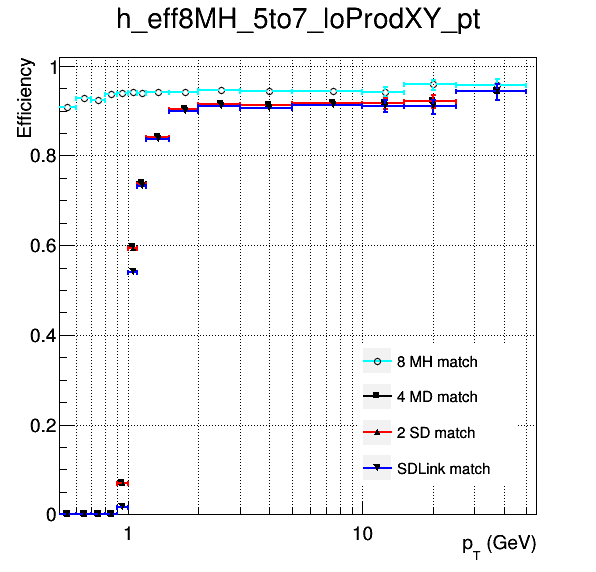 h_eff8MH_5to7_loProdXY_pt
Efficiency
1
0.8
0.6
0.4
0.2
0
8 MH match
4 MD match
2 SD match
SDLink match
1
10
p_T (GeV)